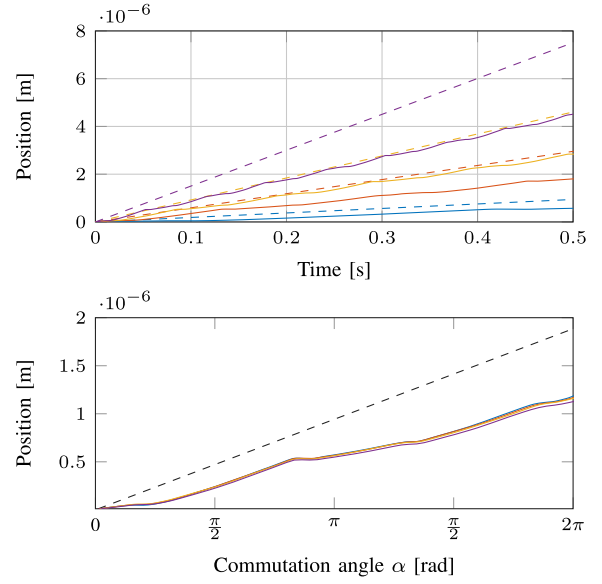 ·10⁻⁶
8
6
4
2
0
Position [m]
0 0.1 0.2 0.3 0.4 0.5
Time [s]
·10⁻⁶
2
1.5
1
0.5
Position [m]
0 π/2 π π/2 2π
Commutation angle α [rad]